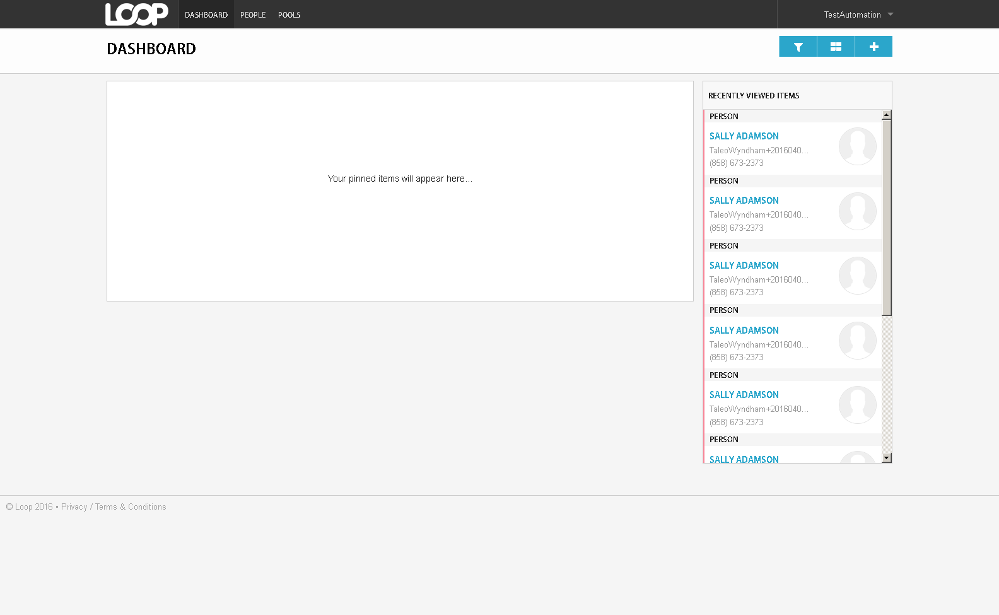 LOOP
DASHBOARD PEOPLE POOLS TestAutomation
DASHBOARD
Your pinned items will appear here...
RECENTLY VIEWED ITEMS
PERSON
SALLY ADAMSON
TaleoWyndham+2016040...
(858) 673-2373
PERSON
SALLY ADAMSON
TaleoWyndham+2016040...
(858) 673-2373
PERSON
SALLY ADAMSON
TaleoWyndham+2016040...
(858) 673-2373
PERSON
SALLY ADAMSON
TaleoWyndham+2016040...
(858) 673-2373
PERSON
SALLY ADAMSON
TaleoWyndham+2016040...
(858) 673-2373
PERSON
SALLY ADAMSON
© Loop 2016 • Privacy / Terms & Conditions